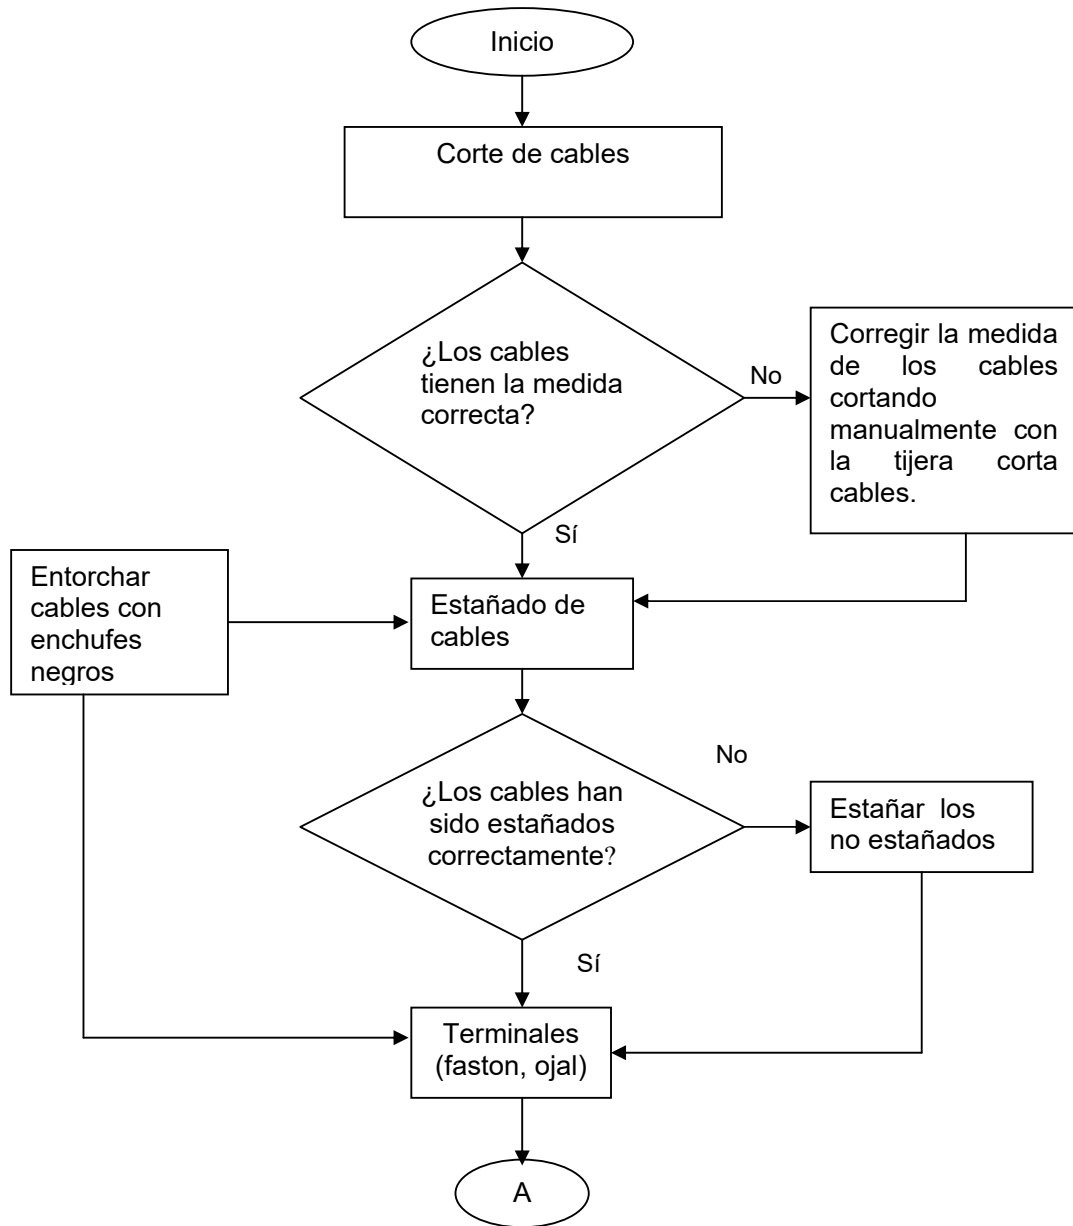 Inicio
Corte de cables
¿Los cables
tienen la medida
correcta?
No
Corregir la medida
de los cables
cortando
manualmente con
la tijera corta
cables.
Sí
Entorchar
cables con
enchufes
negros
Estañado de
cables
No
¿Los cables han
sido estañados
correctamente?
Estañar los
no estañados
Sí
Terminales
(faston, ojal)
A